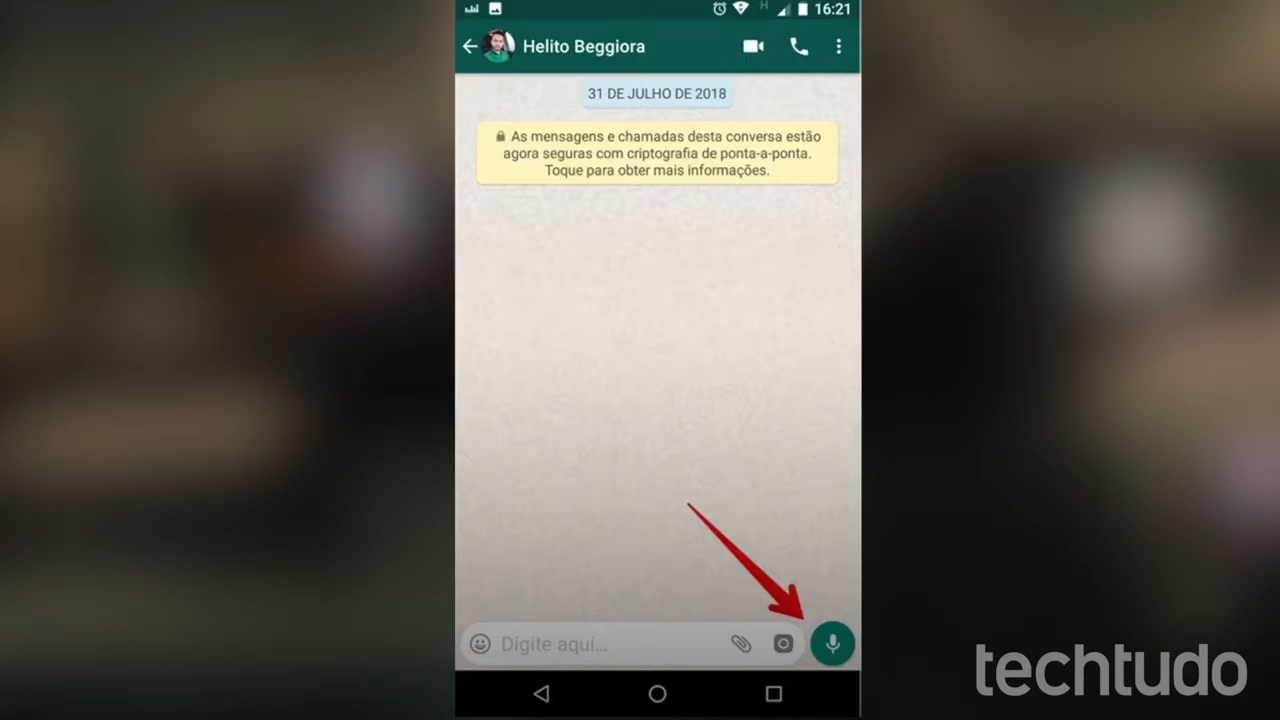 H
16:21
Helito Beggiora
31 DE JULHO DE 2018
As mensagens e chamadas desta conversa estão
agora seguras com criptografia de ponta-a-ponta.
Toque para obter mais informações.
Digite aqui...
techtudo